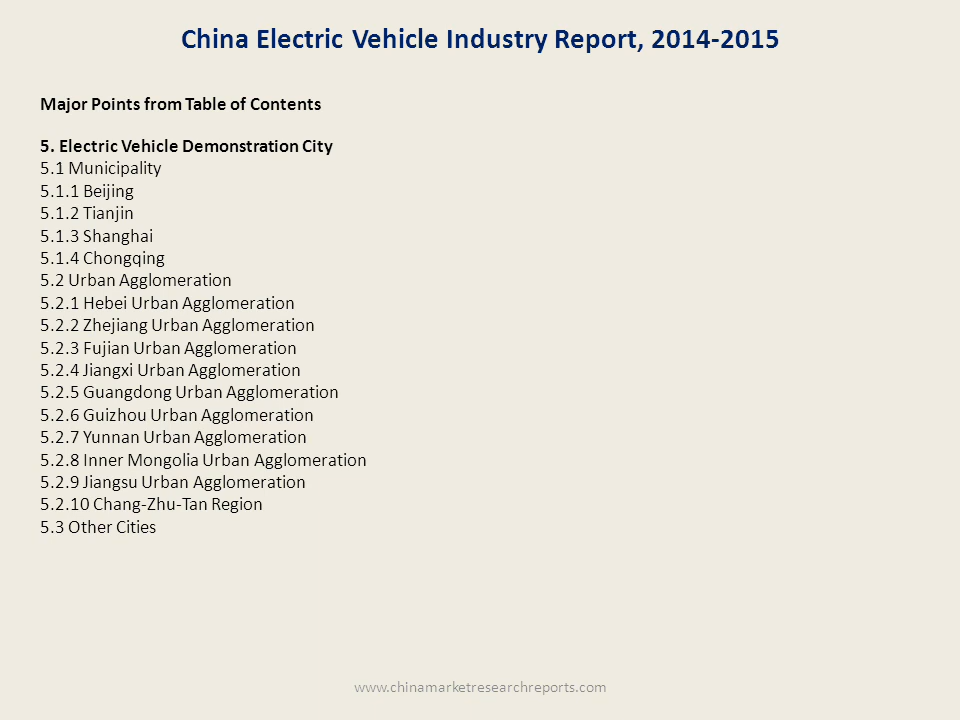 China Electric Vehicle Industry Report, 2014-2015
Major Points from Table of Contents
5. Electric Vehicle Demonstration City
5.1 Municipality
5.1.1 Beijing
5.1.2 Tianjin
5.1.3 Shanghai
5.1.4 Chongqing
5.2 Urban Agglomeration
5.2.1 Hebei Urban Agglomeration
5.2.2 Zhejiang Urban Agglomeration
5.2.3 Fujian Urban Agglomeration
5.2.4 Jiangxi Urban Agglomeration
5.2.5 Guangdong Urban Agglomeration
5.2.6 Guizhou Urban Agglomeration
5.2.7 Yunnan Urban Agglomeration
5.2.8 Inner Mongolia Urban Agglomeration
5.2.9 Jiangsu Urban Agglomeration
5.2.10 Chang-Zhu-Tan Region
5.3 Other Cities
www.chinamarketresearchreports.com